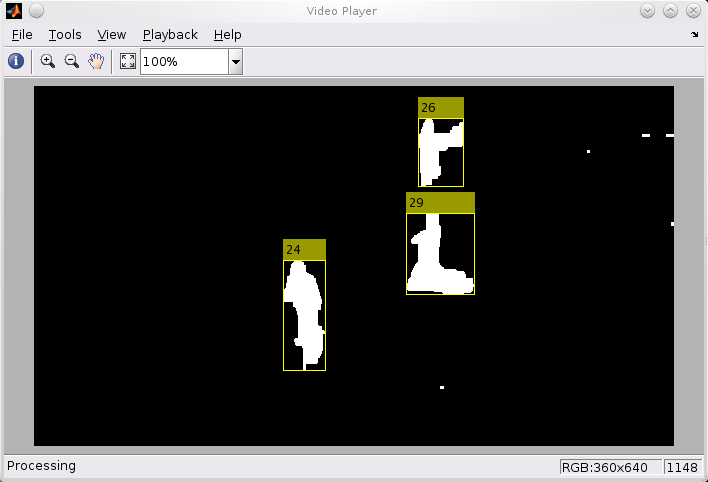 Video Player
File Tools View Playback Help
100%
26
29
24
Processing
RGB:360x640
1148